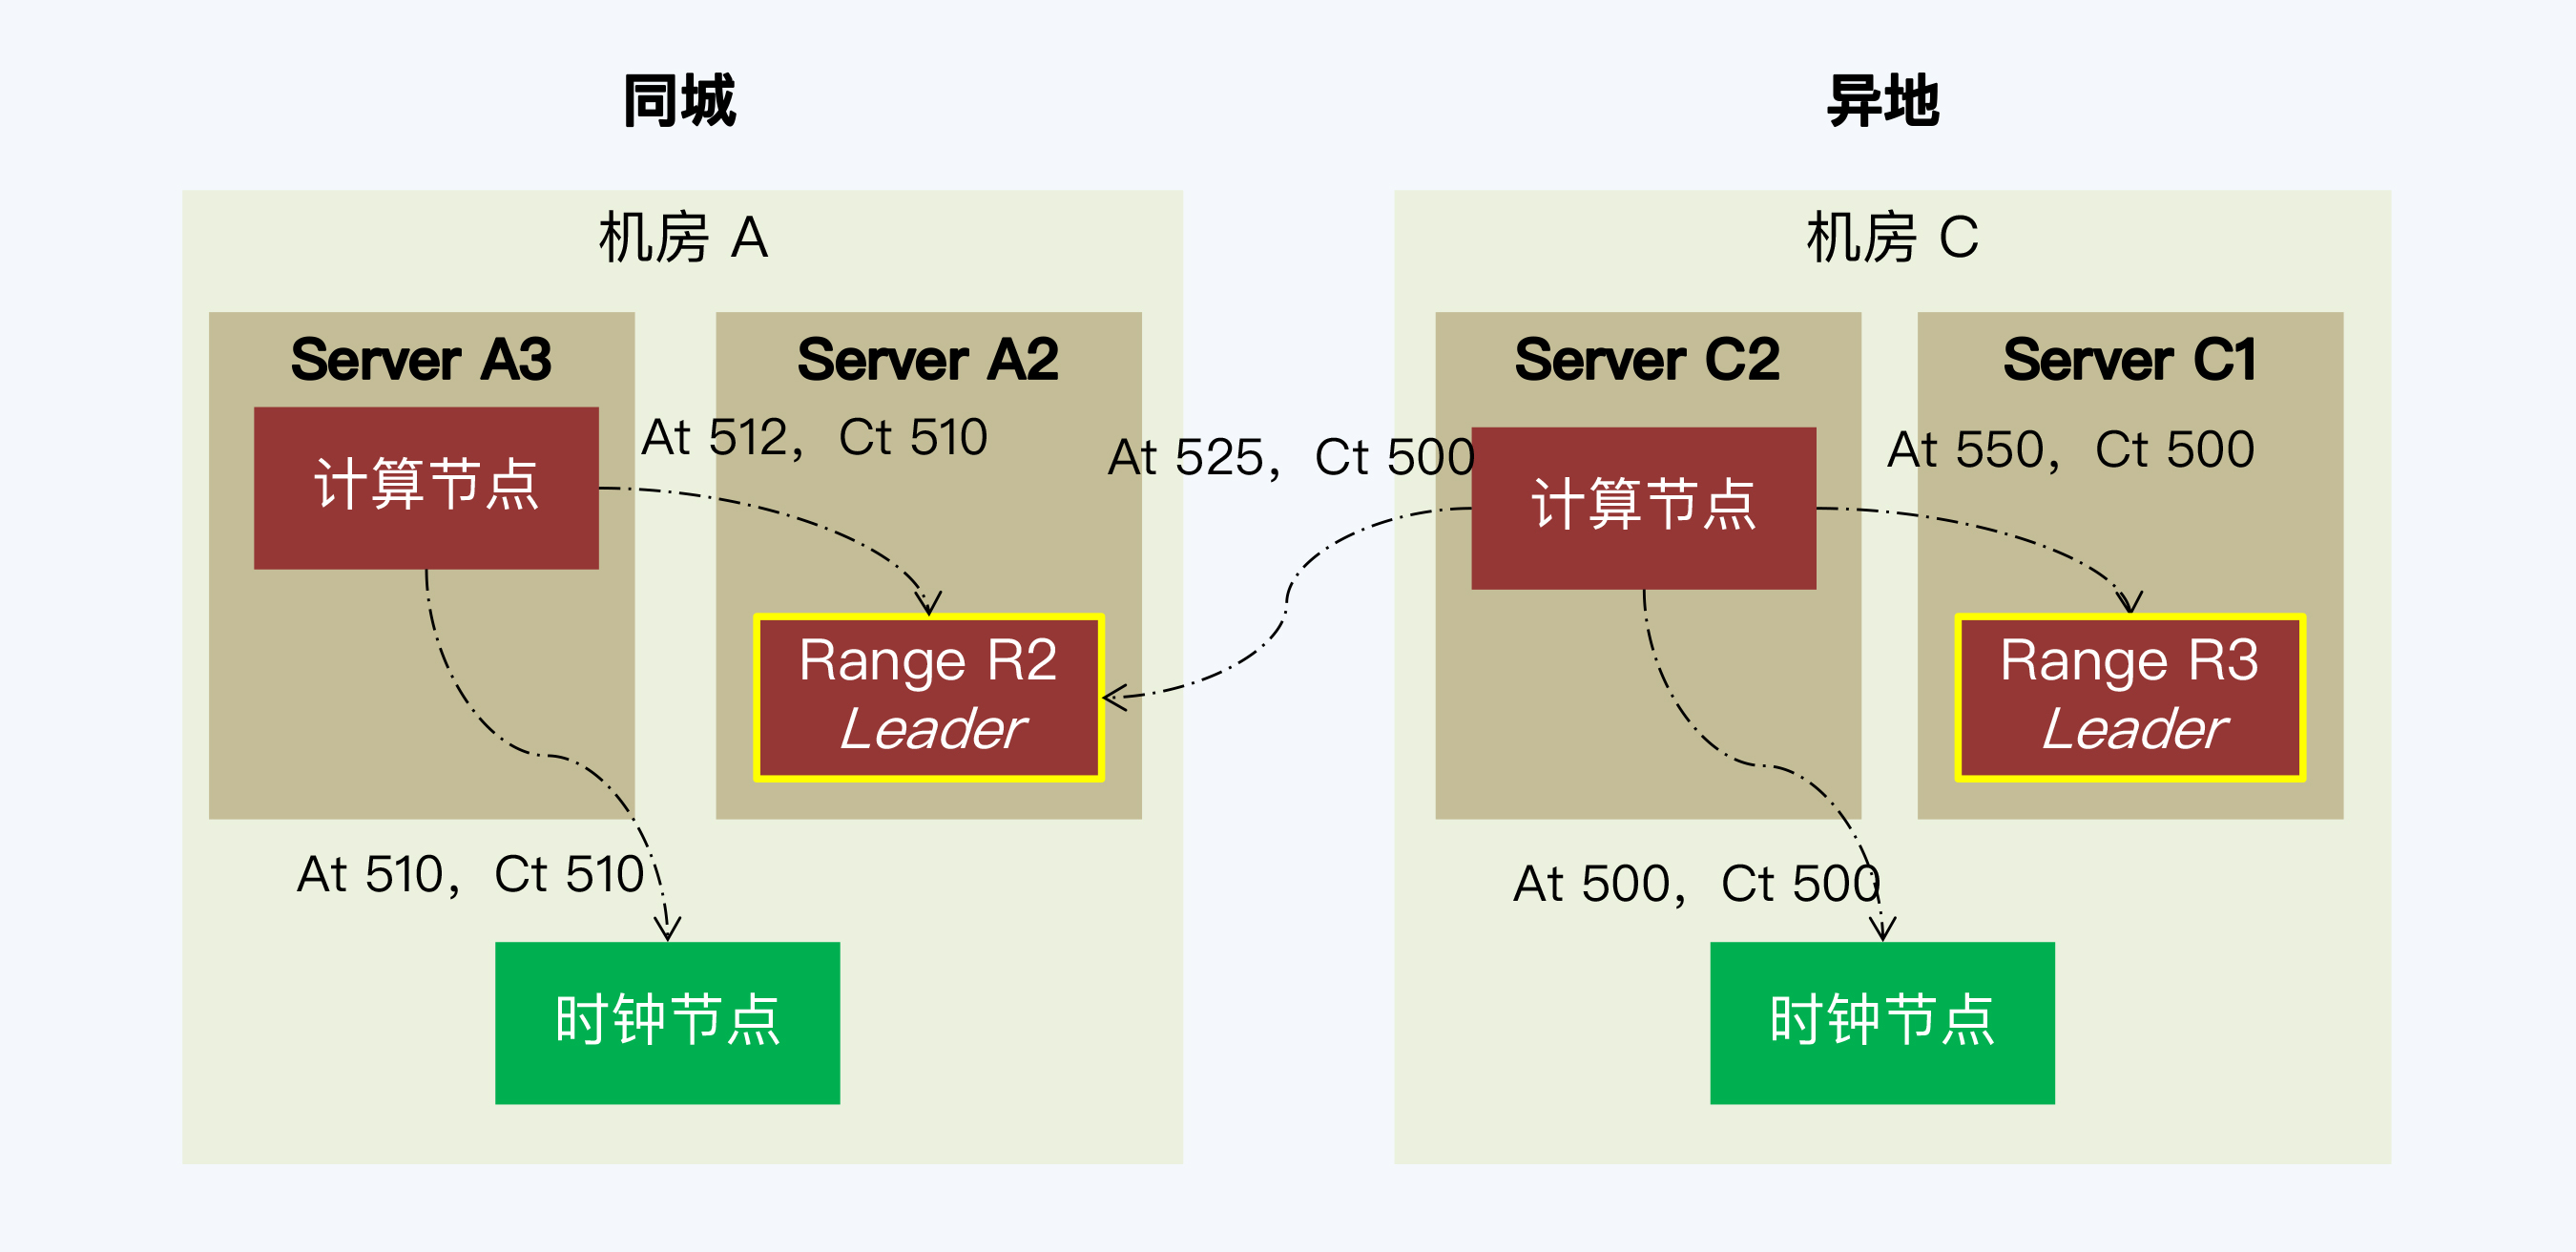 同城
异地
机房 A
机房 C
Server A3
Server A2
Server C2
Server C1
计算节点
At 512，Ct 510
At 525，Ct 500
计算节点
At 550，Ct 500
Range R2
Leader
Range R3
Leader
At 510，Ct 510
At 500，Ct 500
时钟节点
时钟节点